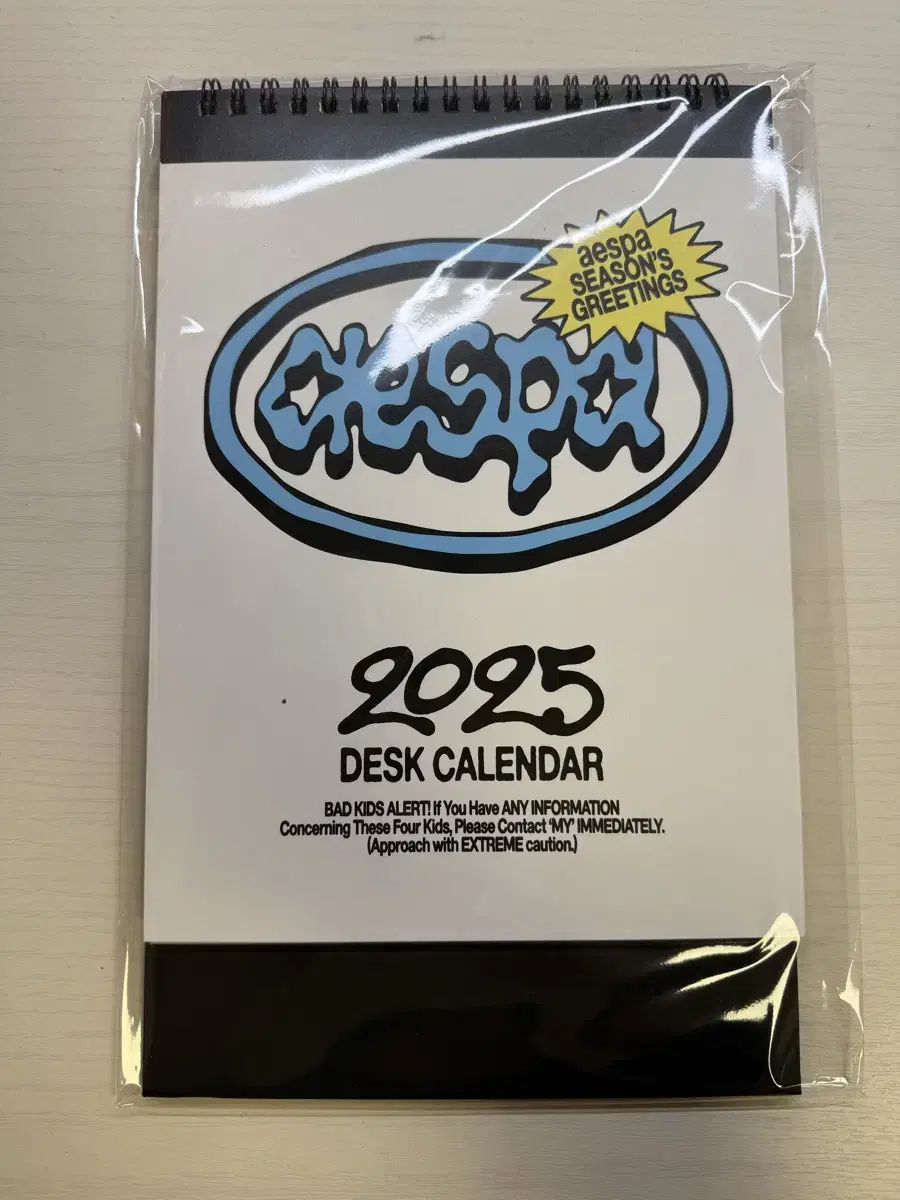 aespa
SEASON'S
GREETINGS
aespa
2025
DESK CALENDAR
BAD KIDS ALERT! If You Have ANY INFORMATION
Concerning These Four Kids, Please Contact 'MY' IMMEDIATELY.
(Approach with EXTREME caution.)